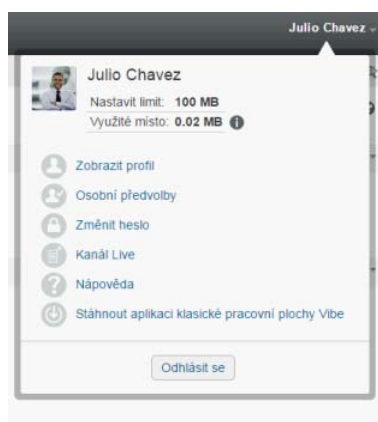 Julio Chavez
Julio Chavez
Nastavit limit: 100 MB
Využité místo: 0.02 MB
Zobrazit profil
Osobní předvolby
Změnit heslo
Kanál Live
Nápověda
Stáhnout aplikaci klasické pracovní plochy Vibe
Odhlásit se